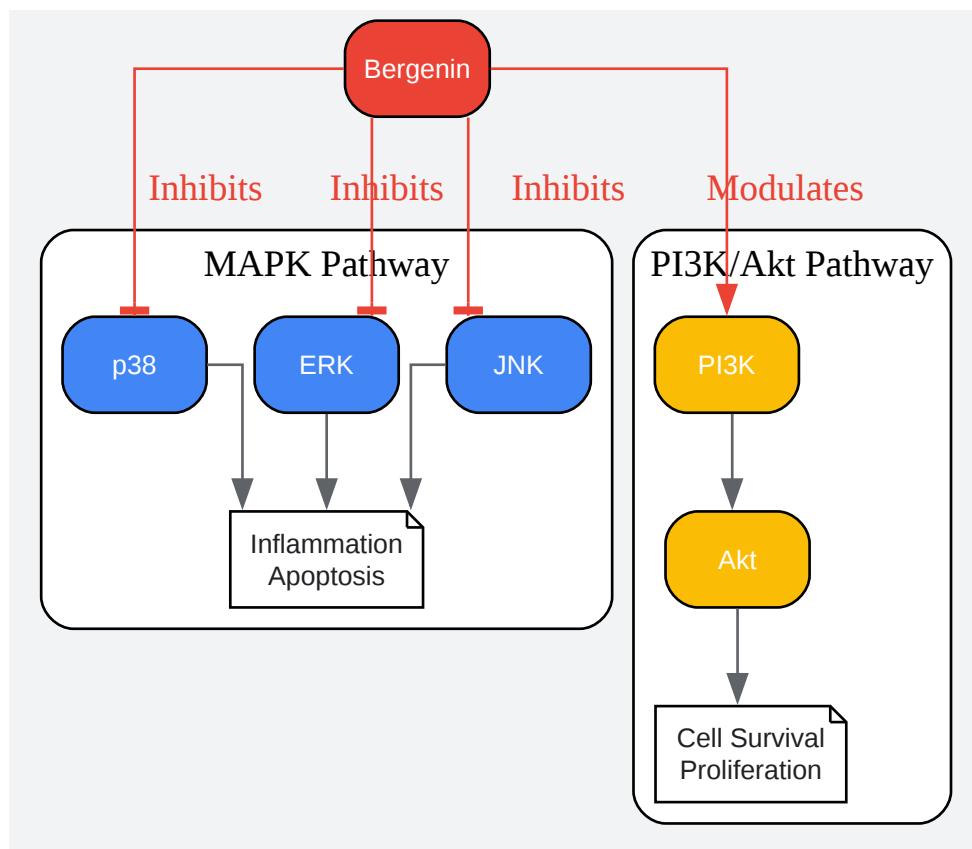 Bergenin
Inhibits
Inhibits
Inhibits
Modulates
MAPK Pathway
PI3K/Akt Pathway
p38
ERK
JNK
PI3K
Inflammation
Apoptosis
Akt
Cell Survival
Proliferation